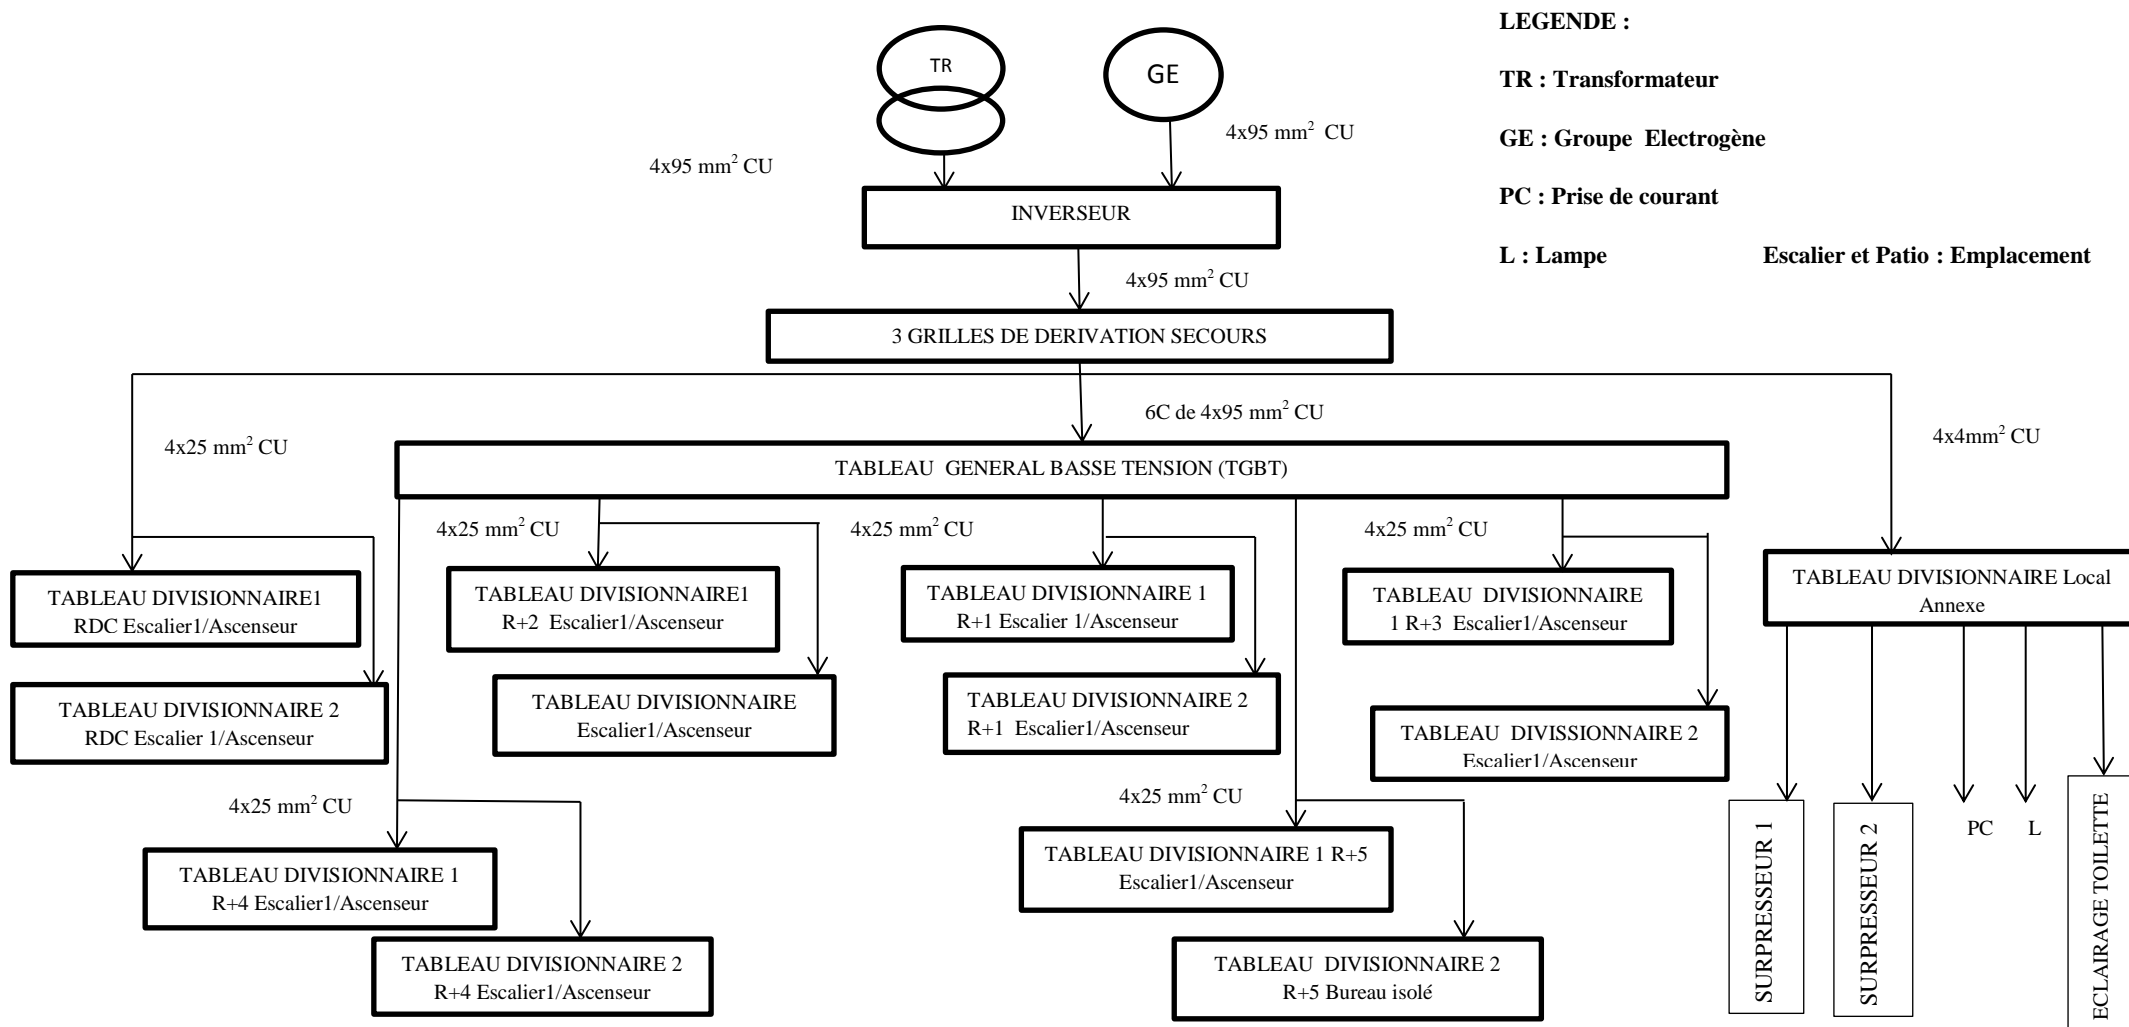 LEGENDE :
TR : Transformateur
GE : Groupe  Electrogène
PC : Prise de courant
L : Lampe
Escalier et Patio : Emplacement
TR
GE
4x95 mm² CU
4x95 mm²  CU
INVERSEUR
4x95 mm² CU
3 GRILLES DE DERIVATION SECOURS
6C de 4x95 mm² CU
4x25 mm² CU
4x4mm² CU
TABLEAU  GENERAL BASSE TENSION (TGBT)
4x25 mm² CU
4x25 mm² CU
4x25 mm² CU
TABLEAU DIVISIONNAIRE1
RDC Escalier1/Ascenseur
TABLEAU DIVISIONNAIRE1
R+2  Escalier1/Ascenseur
TABLEAU DIVISIONNAIRE 1
R+1 Escalier 1/Ascenseur
TABLEAU  DIVISIONNAIRE
1 R+3  Escalier1/Ascenseur
TABLEAU DIVISIONNAIRE Local
Annexe
TABLEAU DIVISIONNAIRE 2
RDC Escalier 1/Ascenseur
TABLEAU DIVISIONNAIRE
Escalier1/Ascenseur
TABLEAU DIVISIONNAIRE 2
R+1  Escalier1/Ascenseur
TABLEAU  DIVISSIONNAIRE 2
Escalier1/Ascenseur
4x25 mm² CU
4x25 mm² CU
TABLEAU DIVISIONNAIRE 1
R+4 Escalier1/Ascenseur
TABLEAU DIVISIONNAIRE 1 R+5
Escalier1/Ascenseur
TABLEAU DIVISIONNAIRE 2
R+4 Escalier1/Ascenseur
TABLEAU  DIVISIONNAIRE 2
R+5 Bureau isolé
SURPRESSEUR 1
SURPRESSEUR 2
PC
L
ECLAIRAGE TOILETTE